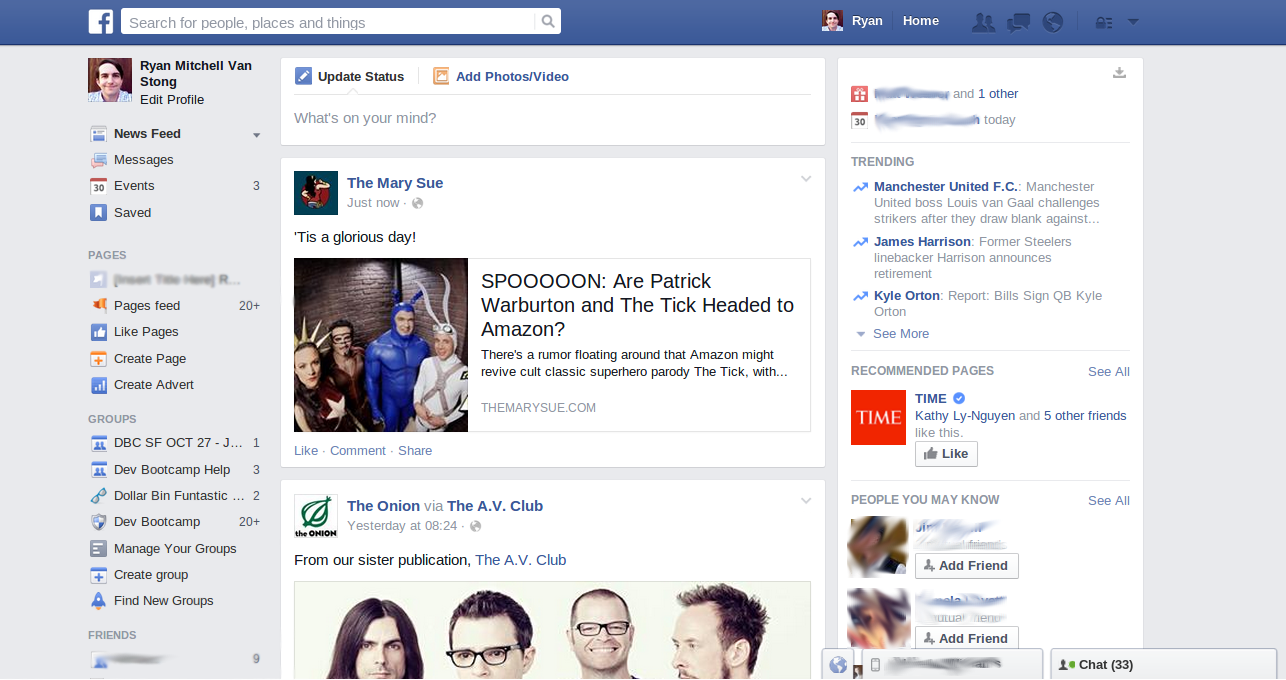 Search for people, places and things
Ryan
Home
Ryan Mitchell Van
Stong
Edit Profile
News Feed
Messages
Events 3
30
Saved
PAGES
Pages feed 20+
Like Pages
Create Page
Create Advert
GROUPS
DBC SF OCT 27 - J... 1
Dev Bootcamp Help 3
Dollar Bin Funtastic ... 2
Dev Bootcamp 20+
Manage Your Groups
Create group
Find New Groups
FRIENDS
9
Update Status
Add Photos/Video
What's on your mind?
The Mary Sue
Just now ·
'Tis a glorious day!
SPOOOOON: Are Patrick
Warburton and The Tick Headed to
Amazon?
There's a rumor floating around that Amazon might
revive cult classic superhero parody The Tick, with...
THEMARYSUE.COM
Like · Comment · Share
the ONION
The Onion via The A.V. Club
Yesterday at 08:24 ·
From our sister publication, The A.V. Club
and 1 other
30
today
TRENDING
Manchester United F.C.: Manchester
United boss Louis van Gaal challenges
strikers after they draw blank against...
James Harrison: Former Steelers
linebacker Harrison announces
retirement
Kyle Orton: Report: Bills Sign QB Kyle
Orton
See More
RECOMMENDED PAGES See All
TIME
TIME
Kathy Ly-Nguyen and 5 other friends
like this.
Like
PEOPLE YOU MAY KNOW See All
Add Friend
Add Friend
Chat (33)